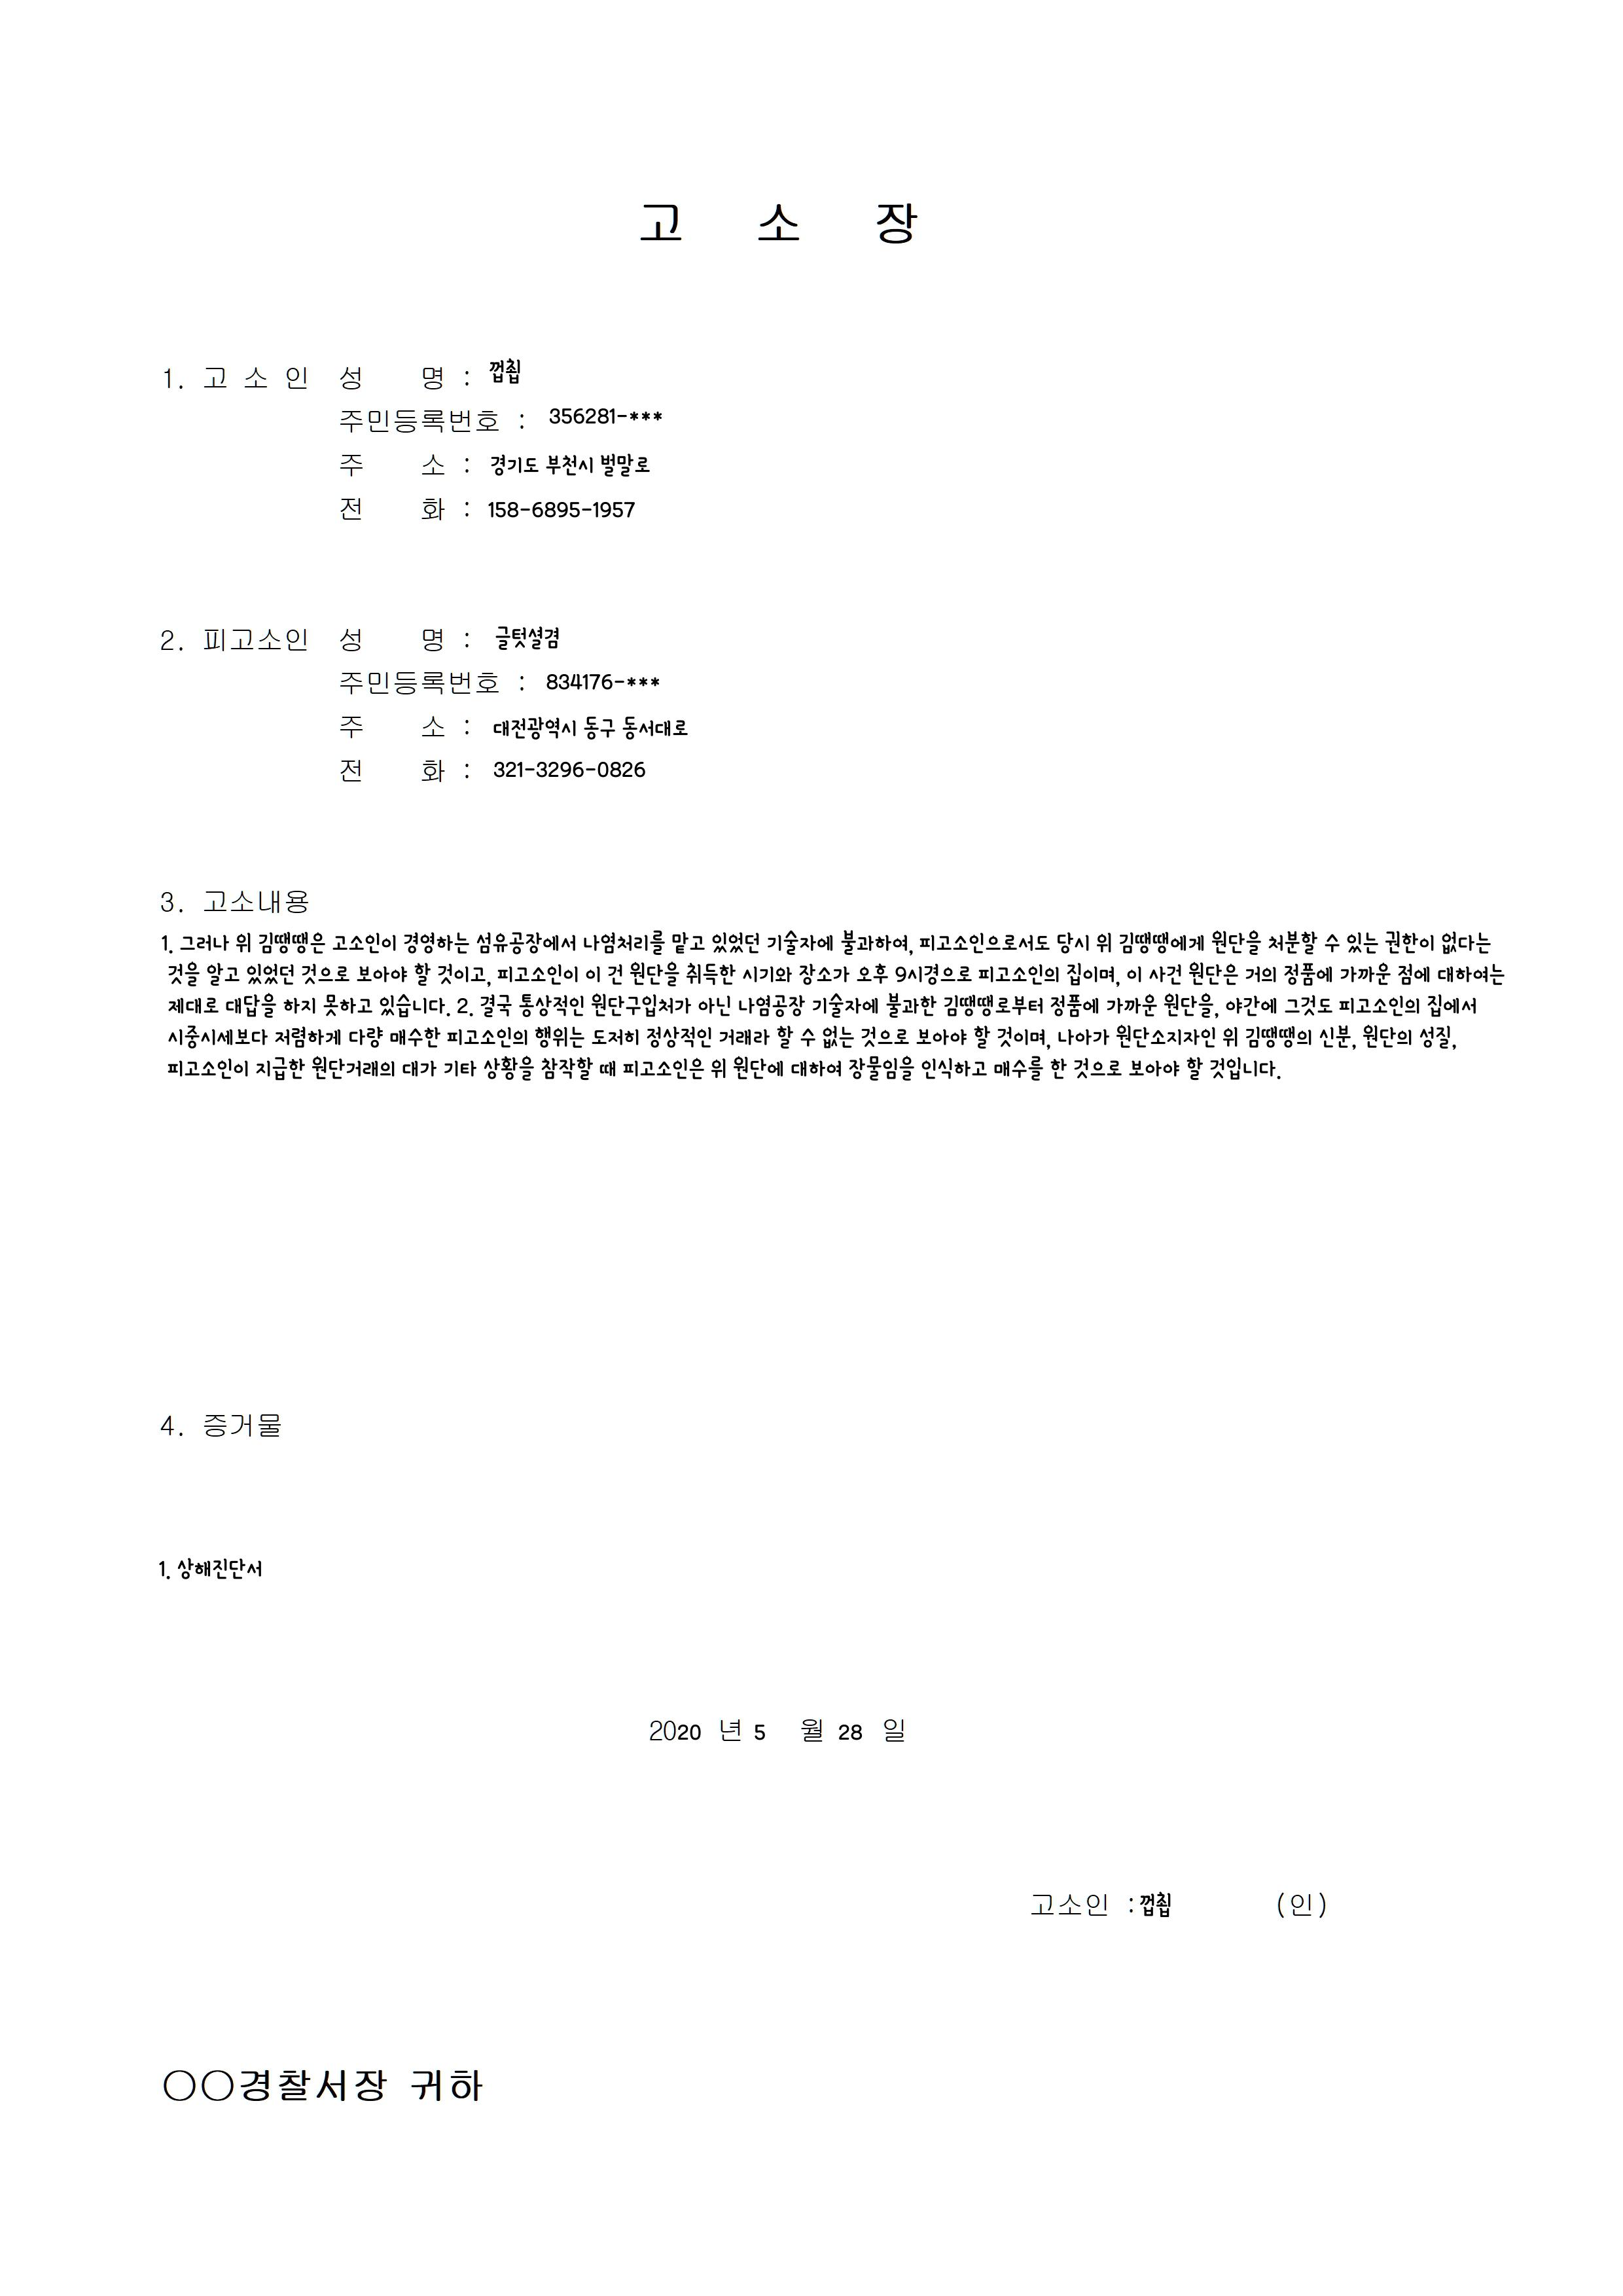 고 소 장
1. 고 소 인 성 명 : 껍췹
주민등록번호 : 356281-***
주 소 : 경기도 부천시 벌말로
전 화 : 158-6895-1957
2. 피고소인 성 명 : 글텃셜겸
주민등록번호 : 834176-***
주 소 : 대전광역시 동구 동서대로
전 화 : 321-3296-0826
3. 고소내용
1. 그러나 위 김땡땡은 고소인이 경영하는 섬유공장에서 나염처리를 맡고 있었던 기술자에 불과하여, 피고소인으로서도 당시 위 김땡땡에게 원단을 처분할 수 있는 권한이 없다는
것을 알고 있었던 것으로 보아야 할 것이고, 피고소인이 이 건 원단을 취득한 시기와 장소가 오후 9시경으로 피고소인의 집이며, 이 사건 원단은 거의 정품에 가까운 점에 대하여는
제대로 대답을 하지 못하고 있습니다. 2. 결국 통상적인 원단구입처가 아닌 나염공장 기술자에 불과한 김땡땡로부터 정품에 가까운 원단을, 야간에 그것도 피고소인의 집에서
시중시세보다 저렴하게 다량 매수한 피고소인의 행위는 도저히 정상적인 거래라 할 수 없는 것으로 보아야 할 것이며, 나아가 원단소지자인 위 김땡땡의 신분, 원단의 성질,
피고소인이 지급한 원단거래의 대가 기타 상황을 참작할 때 피고소인은 위 원단에 대하여 장물임을 인식하고 매수를 한 것으로 보아야 할 것입니다.
4. 증거물
1. 상해진단서
2020 년 5 월 28 일
고소인 : 껍췹 (인)
○○경찰서장 귀하